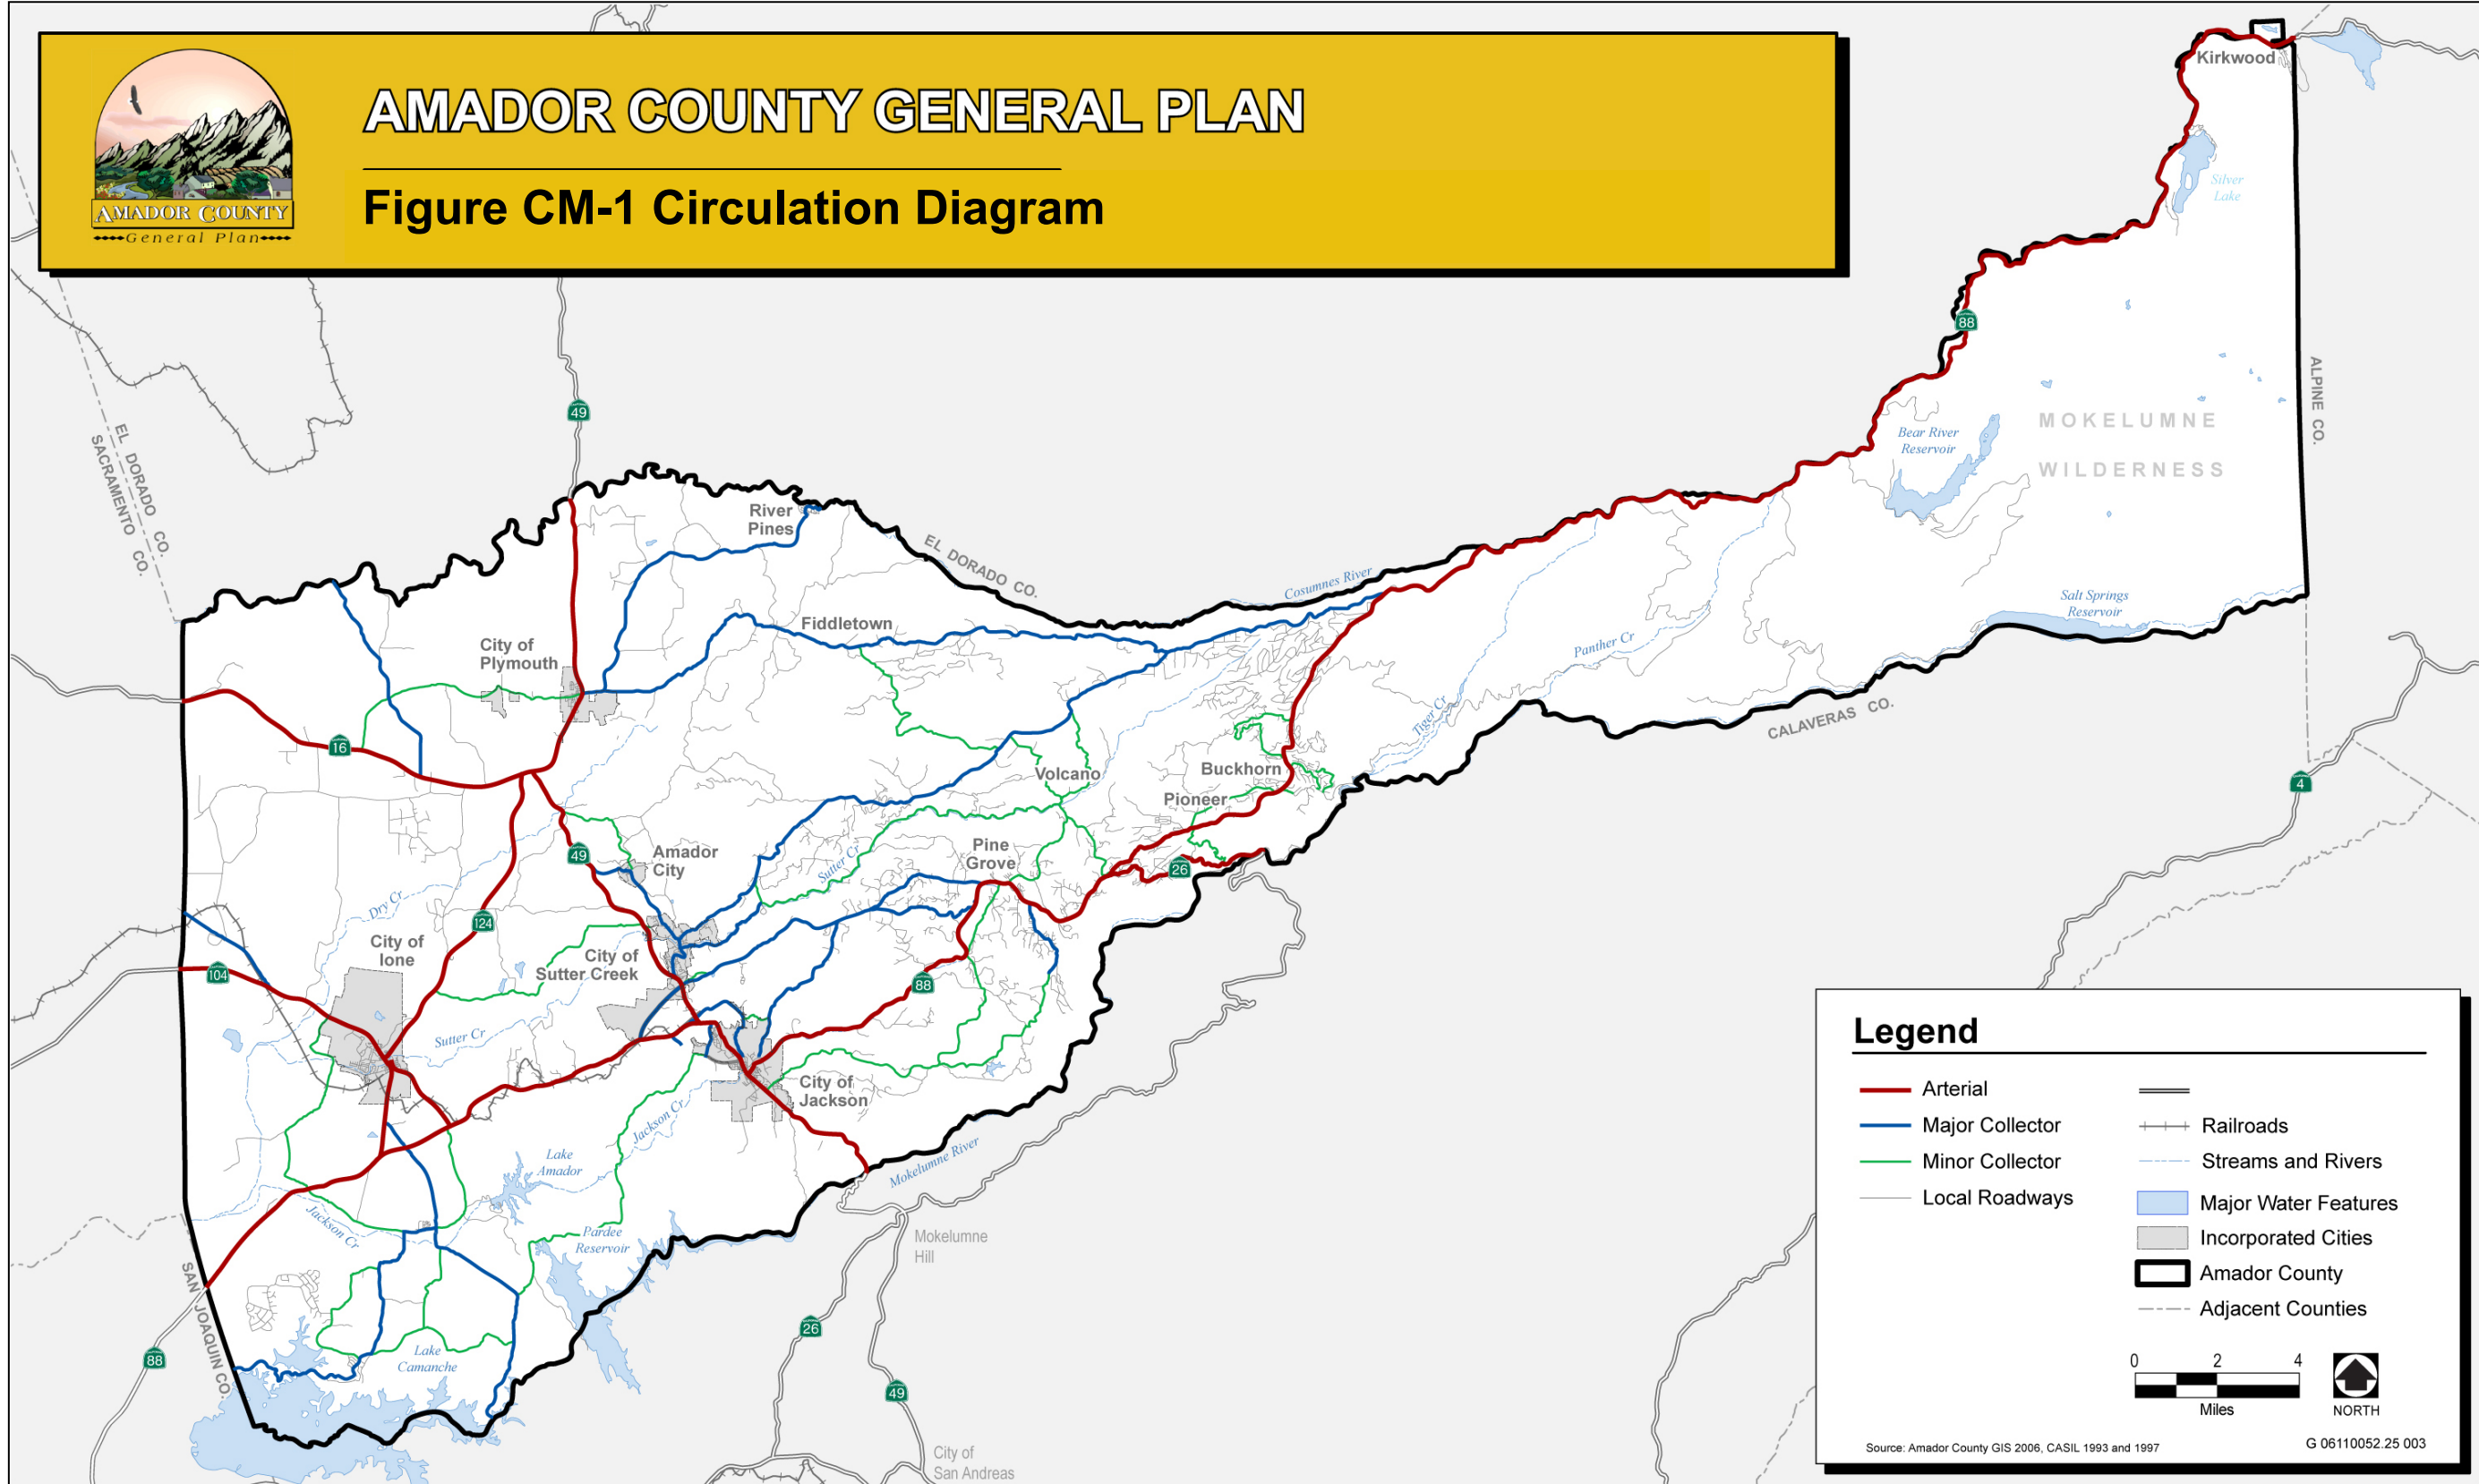 AMADOR COUNTY GENERAL PLAN
Figure CM-1 Circulation Diagram
AMADOR COUNTY
General Plan
Kirkwood
Silver
Lake
88
ALPINE CO.
MOKELUMNE
WILDERNESS
Bear River
Reservoir
49
EL DORADO CO.
SACRAMENTO CO.
River
Pines
EL DORADO CO.
Cosumnes River
Salt Springs
Reservoir
Fiddletown
City of
Plymouth
Panther Cr
Tiger Cr
CALAVERAS CO.
16
Volcano
Buckhorn
Pioneer
4
49
Amador
City
Pine
Grove
Sutter Cr
26
Dry Cr
124
City of
Ione
City of
Sutter Creek
104
88
Sutter Cr
City of
Jackson
Jackson Cr
Lake
Amador
Mokelumne River
Jackson Cr
Pardee
Reservoir
Mokelumne
Hill
SAN JOAQUIN CO.
26
88
Lake
Camanche
49
City of
San Andreas
Legend
Arterial
Major Collector
Minor Collector
Local Roadways
Railroads
Streams and Rivers
Major Water Features
Incorporated Cities
Amador County
Adjacent Counties
0 2 4
Miles
NORTH
Source: Amador County GIS 2006, CASIL 1993 and 1997
G 06110052.25 003